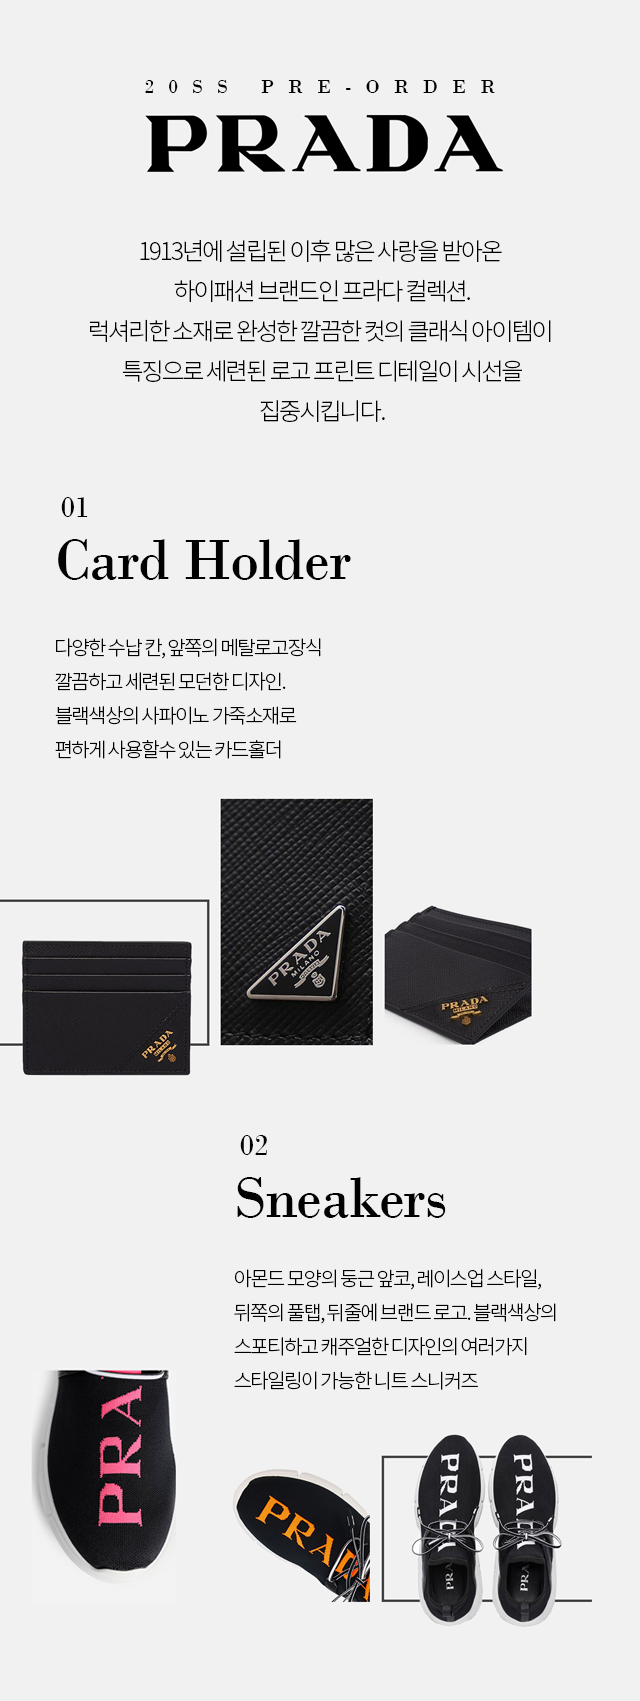 20SS PRE-ORDER
PRADA
1913년에 설립된 이후 많은 사랑을 받아온
하이패션 브랜드인 프라다 컬렉션.
럭셔리한 소재로 완성한 깔끔한 컷의 클래식 아이템이
특징으로 세련된 로고 프린트 디테일이 시선을
집중시킵니다.
01
Card Holder
다양한 수납 칸, 앞쪽의 메탈로고장식
깔끔하고 세련된 모던한 디자인.
블랙색상의 사파이노 가죽소재로
편하게 사용할수 있는 카드홀더
PRADA
PRADA
MILANO
PRADA
MILANO
02
Sneakers
아몬드 모양의 둥근 앞코, 레이스업 스타일,
뒤쪽의 풀탭, 뒤줄에 브랜드 로고. 블랙색상의
스포티하고 캐주얼한 디자인의 여러가지
스타일링이 가능한 니트 스니커즈
PRA
PRAD
PRAD
PRAD
PRA
PRA